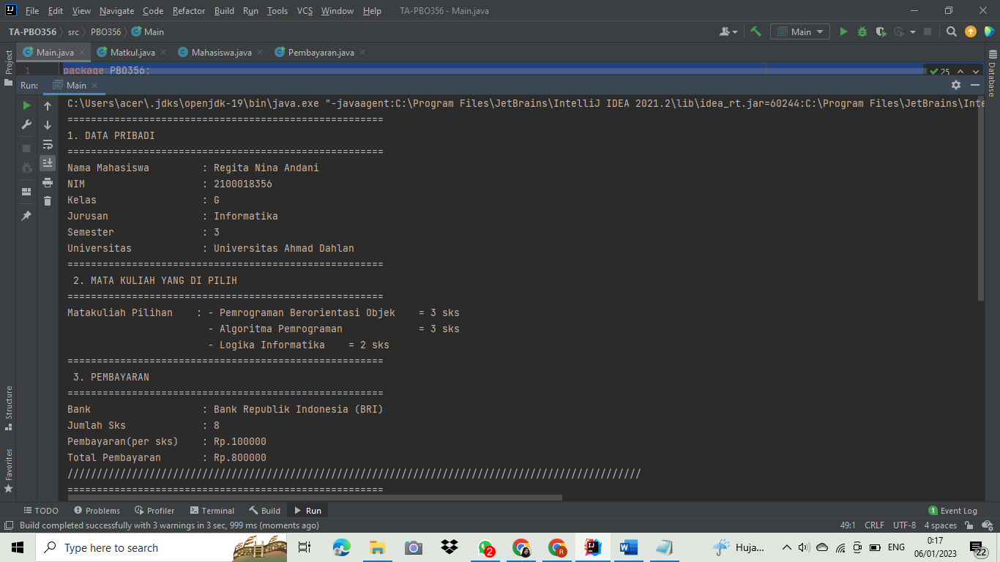 File Edit View Navigate Code Refactor Build Run Tools VCS Window Help TA-PBO356 - Main.java
TA-PBO356 src PBO356 Main
Main
Main.java Matkul.java Mahasiswa.java Pembayaran.java
Project
1 package PBO356; 25
Database
Run: Main
C:\Users\acer\.jdks\openjdk-19\bin\java.exe "-javaagent:C:\Program Files\JetBrains\IntelliJ IDEA 2021.2\lib\idea_rt.jar=60244:C:\Program Files\JetBrains\Inte
======================================================
1. DATA PRIBADI
======================================================
Nama Mahasiswa : Regita Nina Andani
NIM : 2100018356
Kelas : G
Jurusan : Informatika
Semester : 3
Universitas : Universitas Ahmad Dahlan
======================================================
2. MATA KULIAH YANG DI PILIH
======================================================
Matakuliah Pilihan : - Pemrograman Berorientasi Objek = 3 sks
- Algoritma Pemrograman = 3 sks
- Logika Informatika = 2 sks
======================================================
3. PEMBAYARAN
======================================================
Bank : Bank Republik Indonesia (BRI)
Jumlah Sks : 8
Pembayaran(per sks) : Rp.100000
Total Pembayaran : Rp.800000
//////////////////////////////////////////////////////////////////////////////////////////////////
======================================================
Structure
Favorites
TODO Problems Profiler Terminal Build Run 1 Event Log
Build completed successfully with 3 warnings in 3 sec, 999 ms (moments ago) 49:1 CRLF UTF-8 4 spaces
Type here to search
2
R
Huja...
ENG
0:17
06/01/2023
22